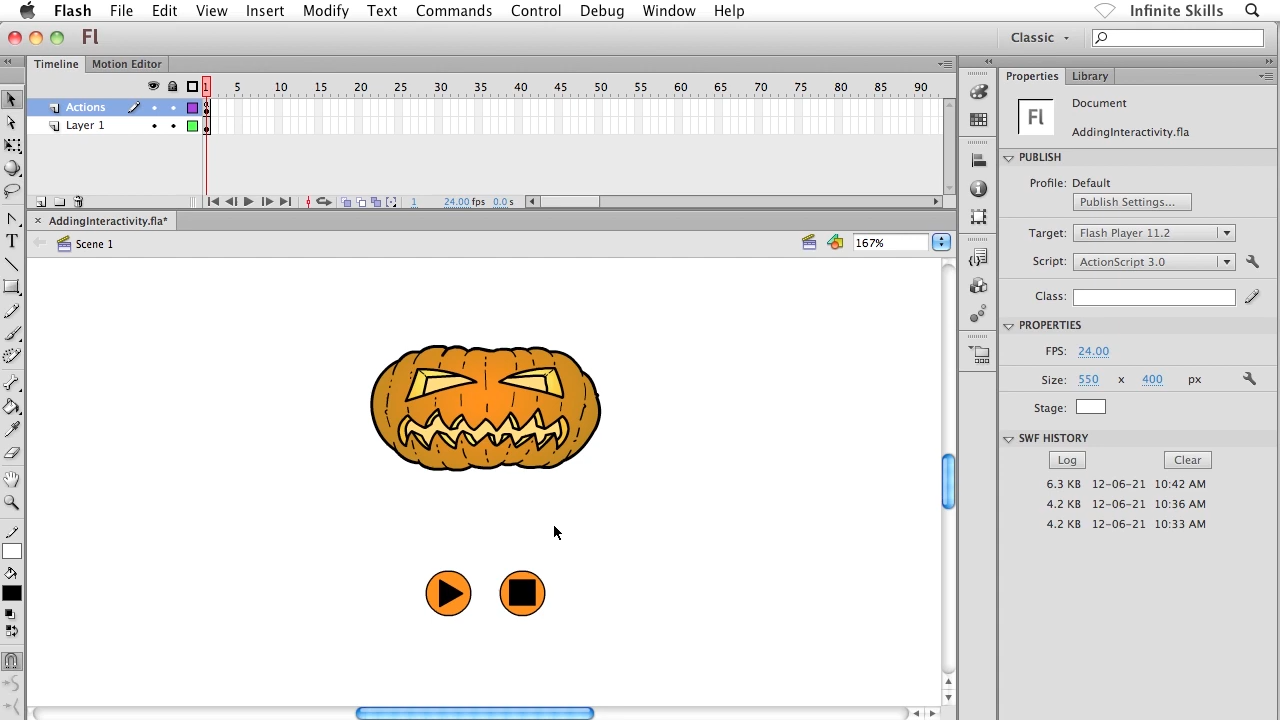 Flash File Edit View Insert Modify Text Commands Control Debug Window Help Infinite Skills
Fl Classic
Timeline Motion Editor
1 5 10 15 20 25 30 35 40 45 50 55 60 65 70 75 80 85 90
Actions
Layer 1
1 24.00 fps 0.0 s
AddingInteractivity.fla*
Scene 1 167%
Properties Library
Fl
Document
AddingInteractivity.fla
PUBLISH
Profile: Default
Publish Settings...
Target: Flash Player 11.2
Script: ActionScript 3.0
Class:
PROPERTIES
FPS: 24.00
Size: 550 x 400 px
Stage:
SWF HISTORY
Log Clear
6.3 KB 12-06-21 10:42 AM
4.2 KB 12-06-21 10:36 AM
4.2 KB 12-06-21 10:33 AM